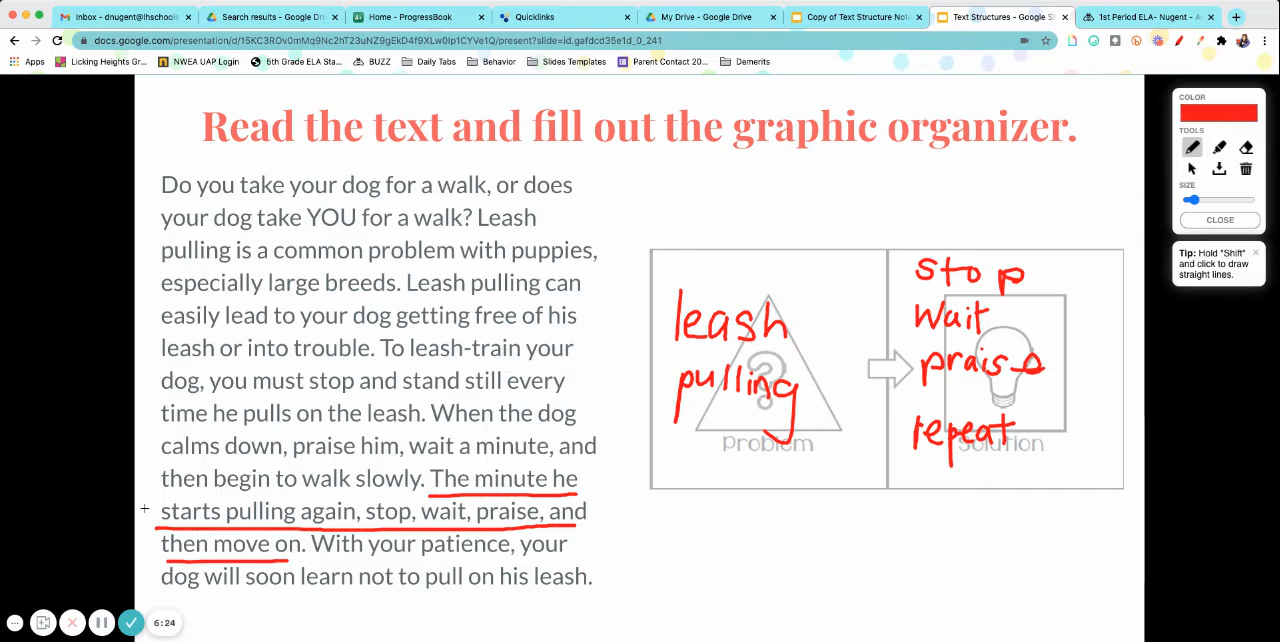 Inbox - dnugent@lhschools
Search results - Google Dri
Home - ProgressBook
Quicklinks
My Drive - Google Drive
Copy of Text Structure Not
Text Structures - Google Sl
1st Period ELA- Nugent - A
docs.google.com/presentation/d/15KC3ROv0mMq9Nc2hT23uNZ9gEkD4f9XLw0Ip1CYVe1Q/present?slide=id.gafdcd35e1d_0_241
Apps
Licking Heights Gr...
NWEA UAP Login
5th Grade ELA Sta...
BUZZ
Daily Tabs
Behavior
Slides Templates
Parent Contact 20...
Demerits
Read the text and fill out the graphic organizer.
Do you take your dog for a walk, or does
your dog take YOU for a walk? Leash
pulling is a common problem with puppies,
especially large breeds. Leash pulling can
easily lead to your dog getting free of his
leash or into trouble. To leash-train your
dog, you must stop and stand still every
time he pulls on the leash. When the dog
calms down, praise him, wait a minute, and
then begin to walk slowly. The minute he
starts pulling again, stop, wait, praise, and
then move on. With your patience, your
dog will soon learn not to pull on his leash.
leash
pulling
?
Problem
stop
Wait
praise
repeat
Solution
COLOR
TOOLS
SIZE
CLOSE
Tip: Hold "Shift"
and click to draw
straight lines.
6:24